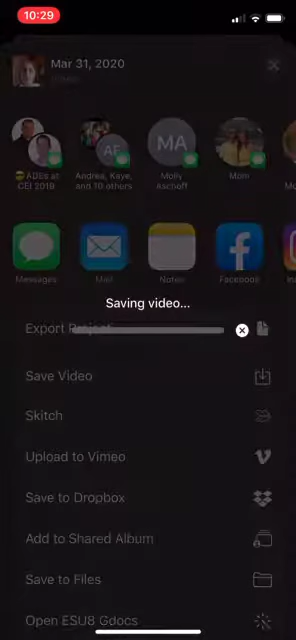 10:29
Mar 31, 2020
ADEs at
CEI 2019
AF
Andrea, Kaye,
and 10 others
MA
Molly
Aschoff
Mom
Messages
Mail
Notes
Facebook
Saving video...
Export Project
Save Video
Skitch
Upload to Vimeo
Save to Dropbox
Add to Shared Album
Save to Files
Open ESU8 Gdocs